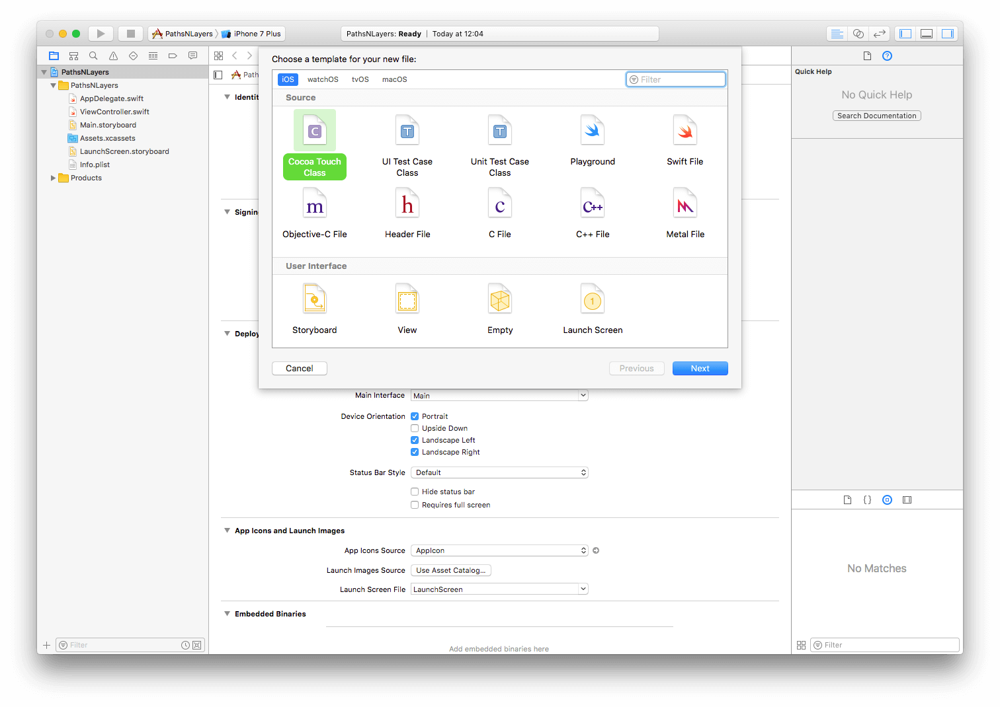 PathsNLayers
iPhone 7 Plus
PathsNLayers: Ready
Today at 12:04
PathsNLayers
PathsNLayers
AppDelegate.swift
ViewController.swift
Main.storyboard
Assets.xcassets
LaunchScreen.storyboard
Info.plist
Products
Filter
Path
Identit
Signin
Deploy
Choose a template for your new file:
iOS watchOS tvOS macOS
Filter
Source
C
T
T
Cocoa Touch
Class
UI Test Case
Class
Unit Test Case
Class
Playground
Swift File
m
h
c
c++
Objective-C File
Header File
C File
C++ File
Metal File
User Interface
1
Storyboard
View
Empty
Launch Screen
Cancel
Previous
Next
Main Interface Main
Device Orientation Portrait
Upside Down
Landscape Left
Landscape Right
Status Bar Style Default
Hide status bar
Requires full screen
App Icons and Launch Images
App Icons Source AppIcon
Launch Images Source Use Asset Catalog...
Launch Screen File LaunchScreen
Embedded Binaries
Add embedded binaries here
Quick Help
No Quick Help
Search Documentation
{}
No Matches
Filter